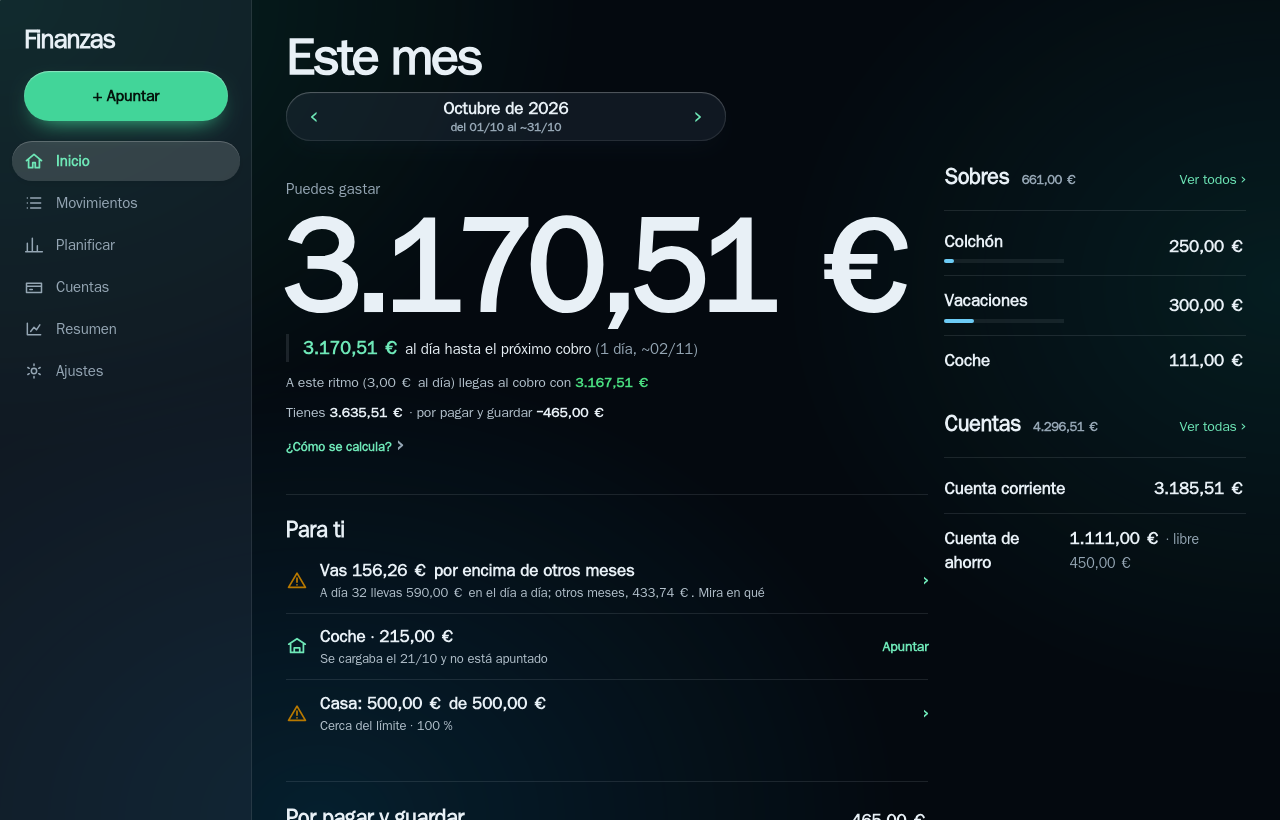 Finanzas
+ Apuntar
Inicio
Movimientos
Planificar
Cuentas
Resumen
Ajustes
Este mes
‹ Octubre de 2026 ›
del 01/10 al ~31/10
Puedes gastar
3.170,51 €
3.170,51 € al día hasta el próximo cobro (1 día, ~02/11)
A este ritmo (3,00 € al día) llegas al cobro con 3.167,51 €
Tienes 3.635,51 € · por pagar y guardar −465,00 €
¿Cómo se calcula? ›
Para ti
Vas 156,26 € por encima de otros meses
A día 32 llevas 590,00 € en el día a día; otros meses, 433,74 €. Mira en qué
Coche · 215,00 €
Se cargaba el 21/10 y no está apuntado
Apuntar
Casa: 500,00 € de 500,00 €
Cerca del límite · 100 %
Por pagar y guardar 465,00 €
Sobres 661,00 € Ver todos ›
Colchón 250,00 €
Vacaciones 300,00 €
Coche 111,00 €
Cuentas 4.296,51 € Ver todas ›
Cuenta corriente 3.185,51 €
Cuenta de ahorro 1.111,00 € · libre 450,00 €